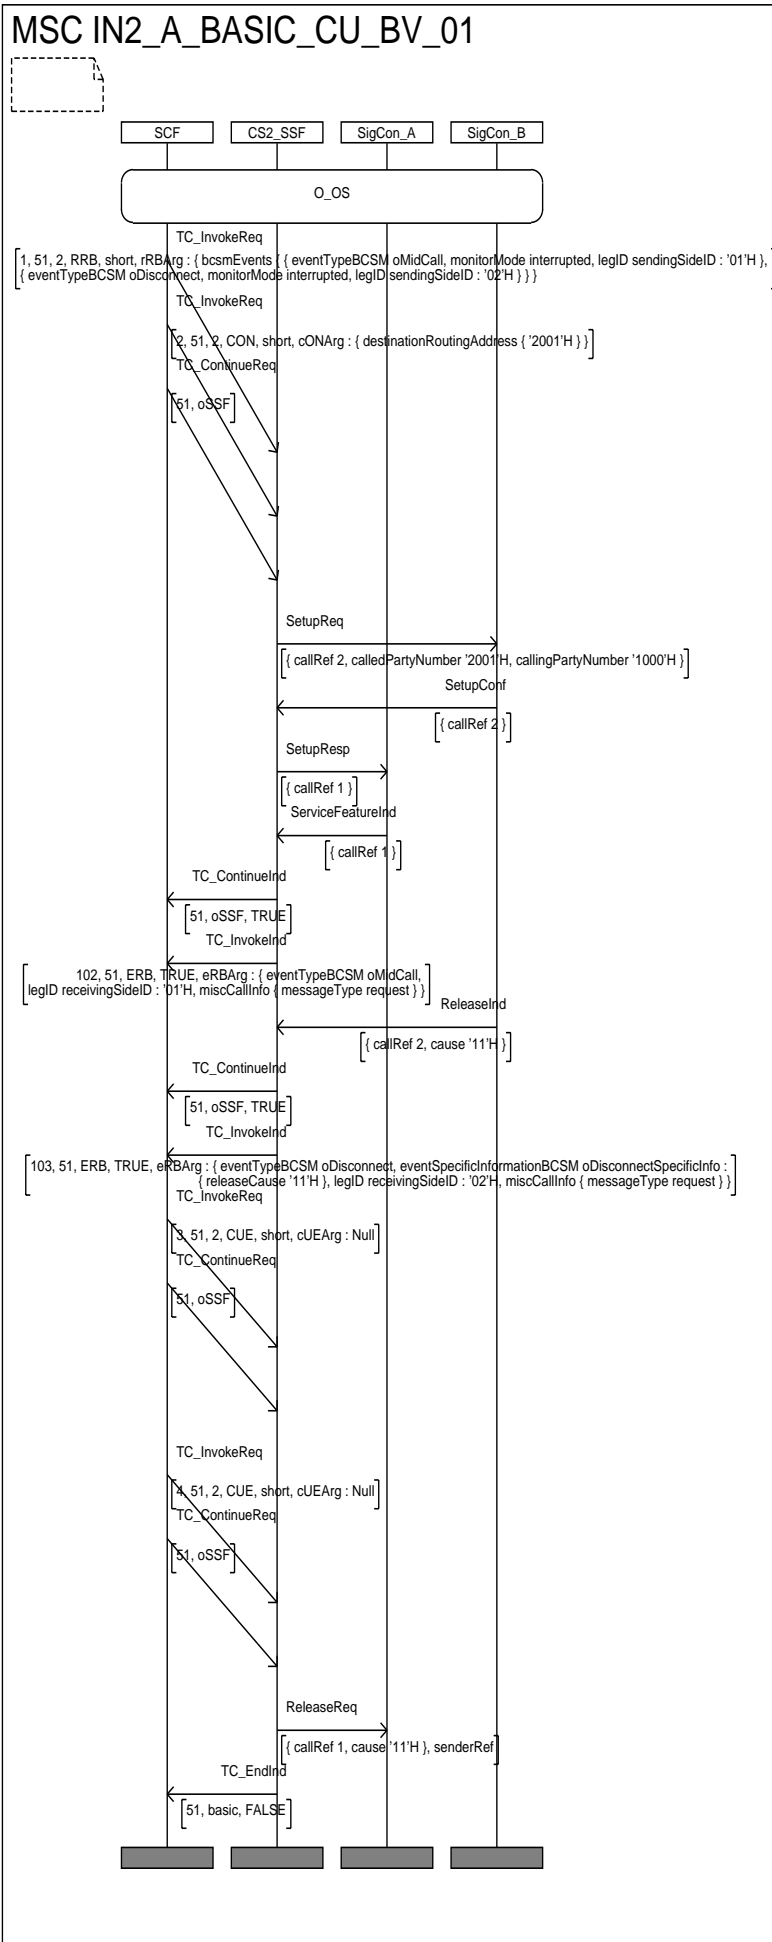 MSC IN2_A_BASIC_CU_BV_01
SCF
CS2_SSF
SigCon_A
SigCon_B
O_OS
TC_InvokeReq
1, 51, 2, RRB, short, rRBArg : { bcsmEvents { { eventTypeBCSM oMidCall, monitorMode interrupted, legID sendingSideID : '01'H },
{ eventTypeBCSM oDisconnect, monitorMode interrupted, legID sendingSideID : '02'H } } }
TC_InvokeReq
2, 51, 2, CON, short, cONArg : { destinationRoutingAddress { '2001'H } }
TC_ContinueReq
51, oSSF
SetupReq
{ callRef 2, calledPartyNumber '2001'H, callingPartyNumber '1000'H }
SetupConf
{ callRef 2 }
SetupResp
{ callRef 1 }
ServiceFeatureInd
{ callRef 1 }
TC_ContinueInd
51, oSSF, TRUE
TC_InvokeInd
102, 51, ERB, TRUE, eRBArg : { eventTypeBCSM oMidCall,
legID receivingSideID : '01'H, miscCallInfo { messageType request } }
ReleaseInd
{ callRef 2, cause '11'H }
TC_ContinueInd
51, oSSF, TRUE
TC_InvokeInd
103, 51, ERB, TRUE, eRBArg : { eventTypeBCSM oDisconnect, eventSpecificInformationBCSM oDisconnectSpecificInfo :
{ releaseCause '11'H }, legID receivingSideID : '02'H, miscCallInfo { messageType request } }
TC_InvokeReq
3, 51, 2, CUE, short, cUEArg : Null
TC_ContinueReq
51, oSSF
TC_InvokeReq
4, 51, 2, CUE, short, cUEArg : Null
TC_ContinueReq
51, oSSF
ReleaseReq
{ callRef 1, cause '11'H }, senderRef
TC_EndInd
51, basic, FALSE